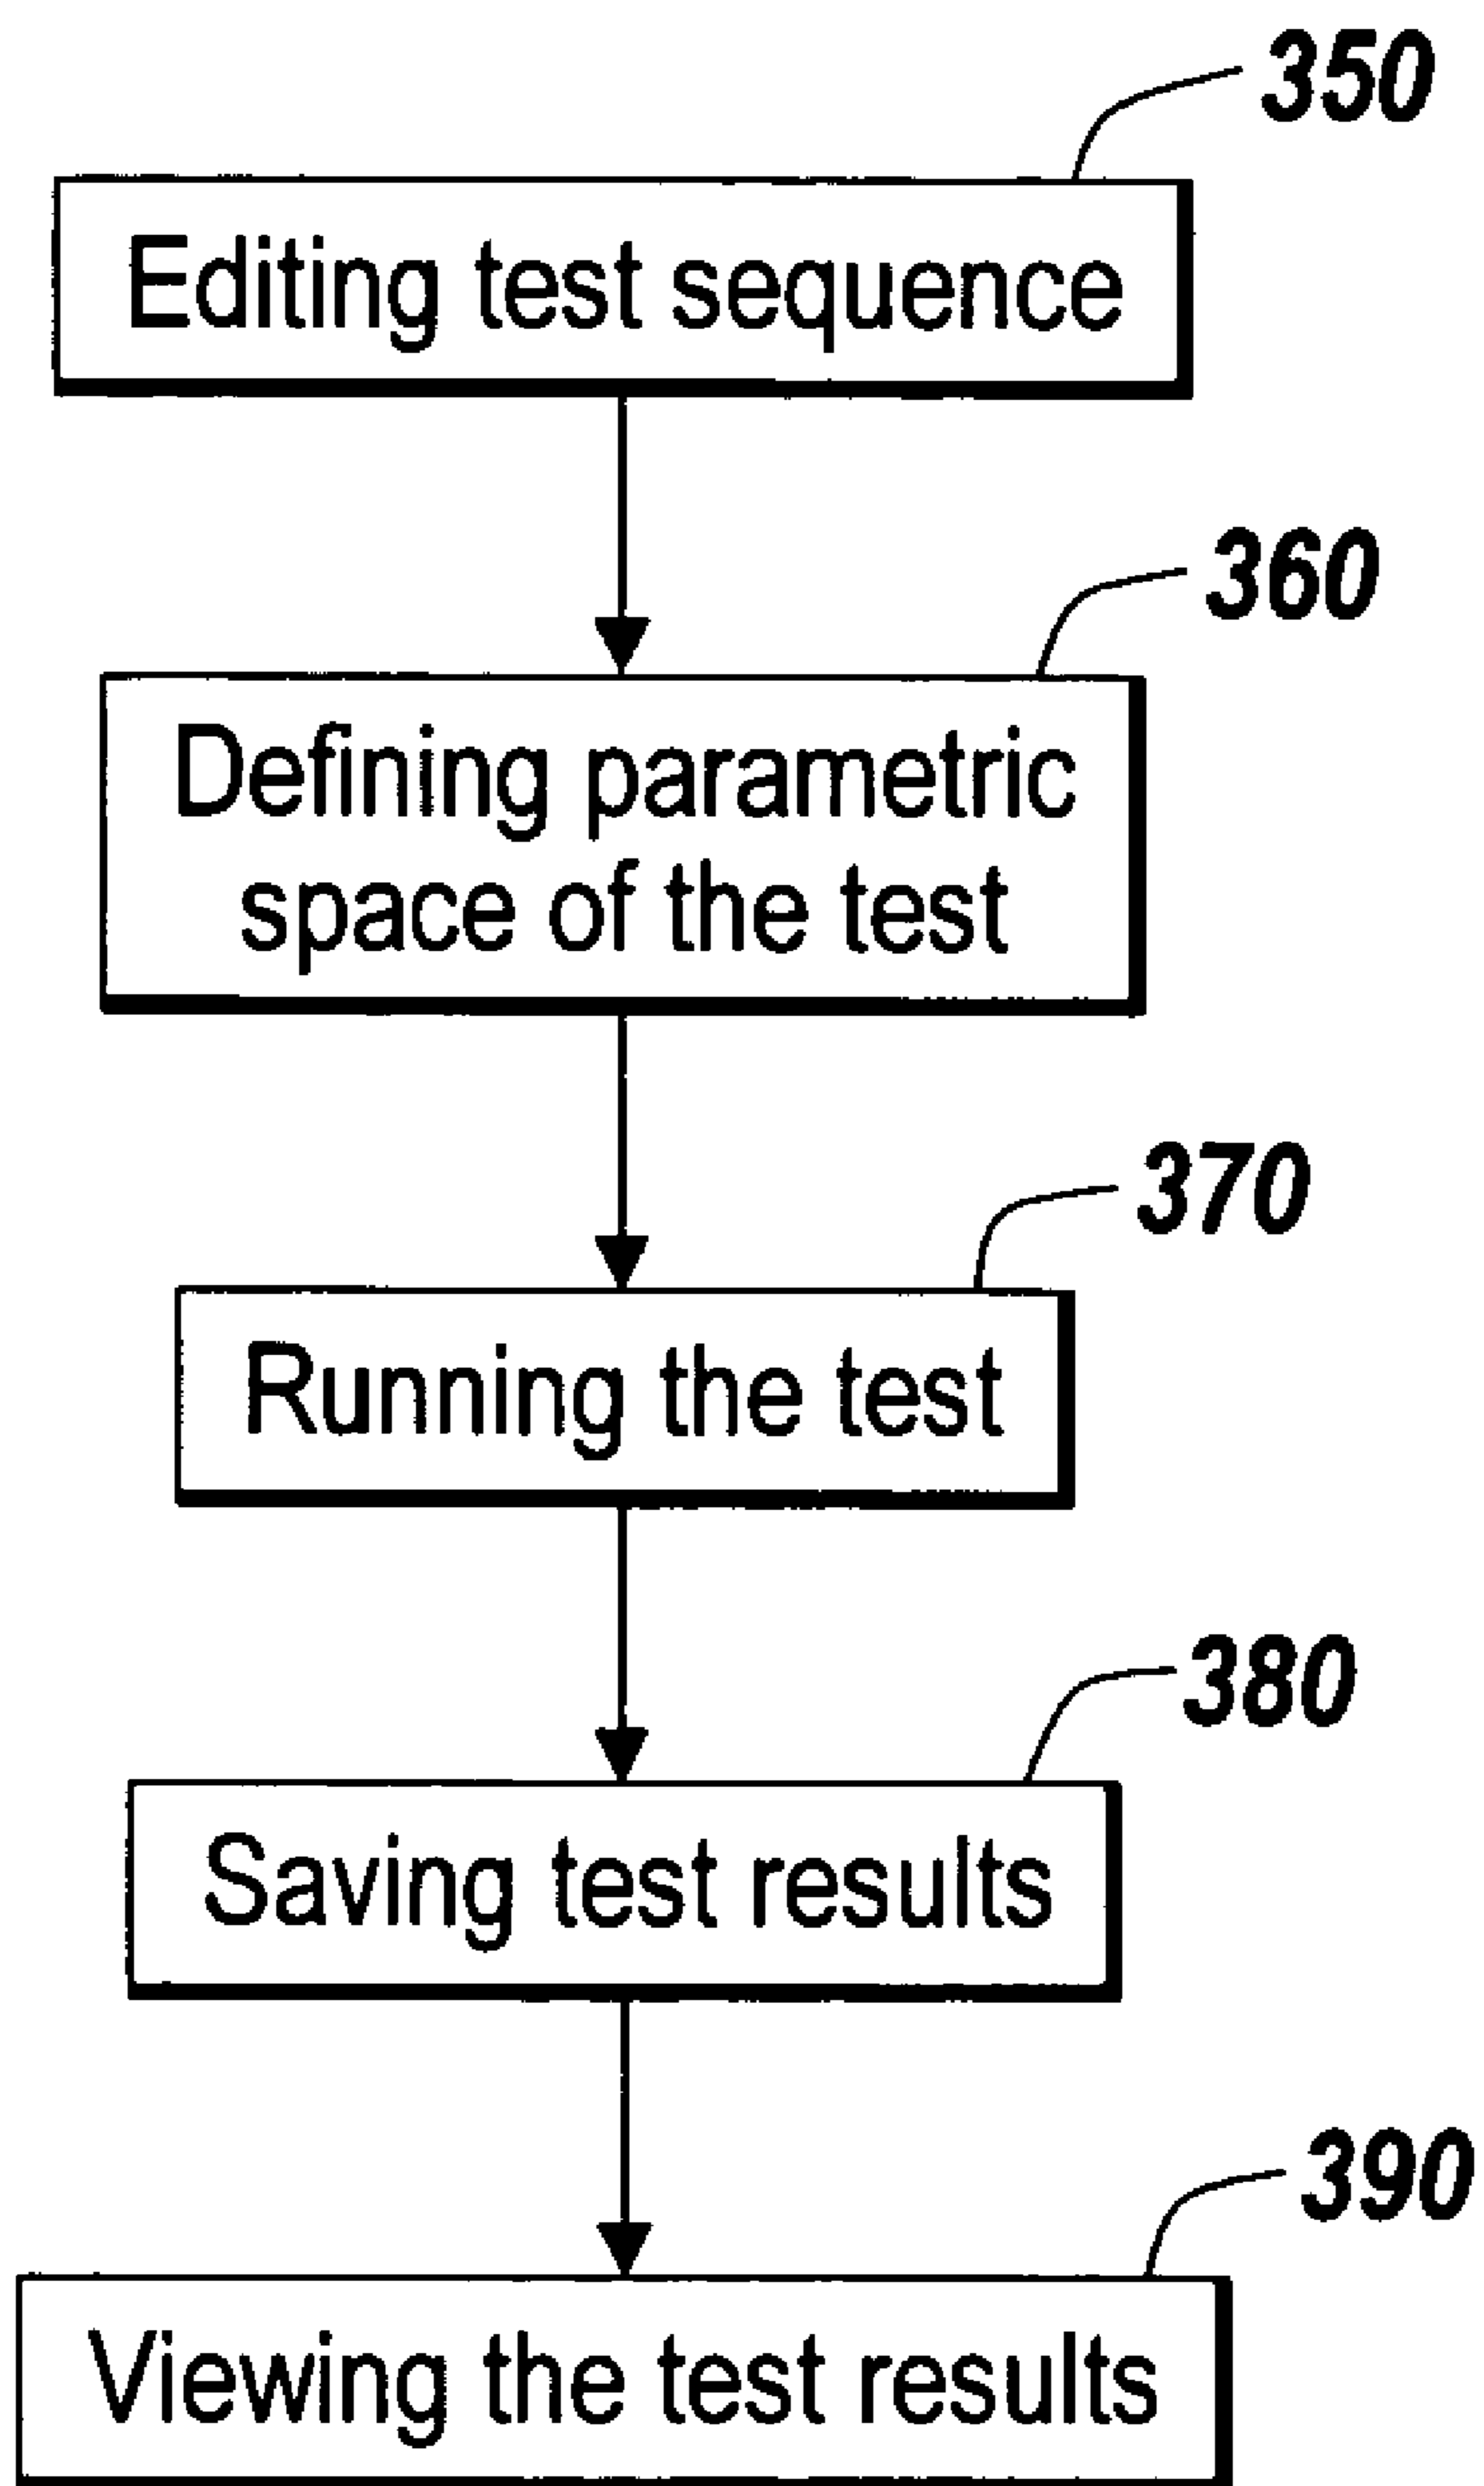 350
Editing test sequence
360
Defining parametric
space of the test
370
Running the test
380
Saving test results
390
Viewing the test results